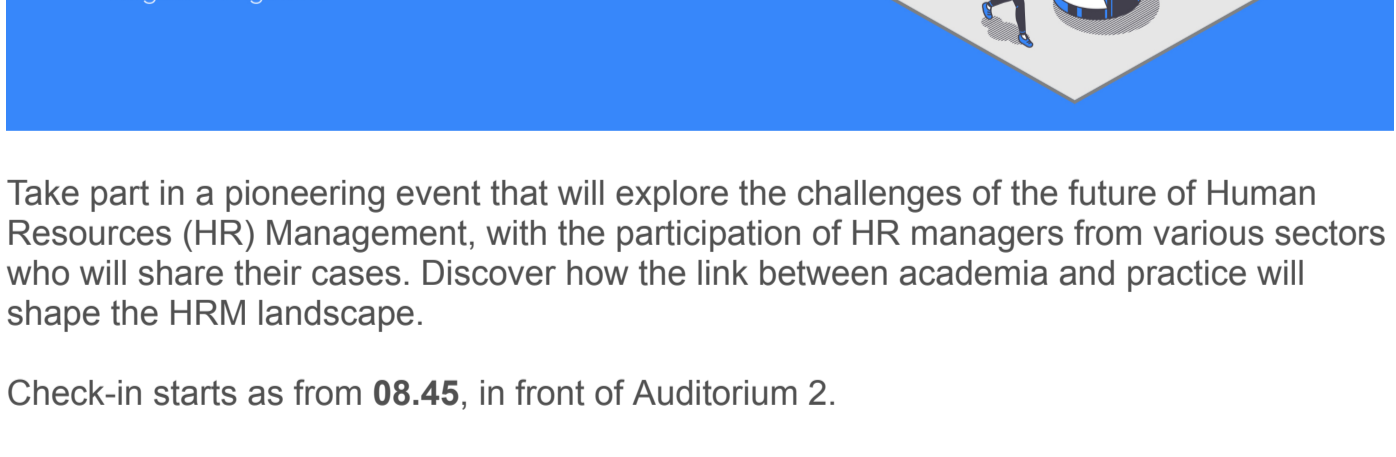 Take part in a pioneering event that will explore the challenges of the future of Human
Resources (HR) Management, with the participation of HR managers from various sectors
who will share their cases. Discover how the link between academia and practice will
shape the HRM landscape.
Check-in starts as from 08.45, in front of Auditorium 2.